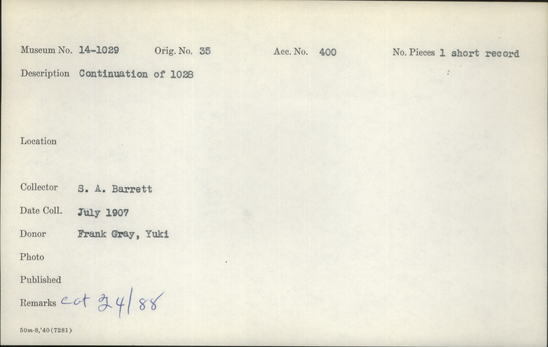 Museum No. 14-1029 Orig. No. 35 Acc. No. 400 No. Pieces 1 short record
Description Continuation of 1028
Location
Collector S. A. Barrett
Date Coll. July 1907
Donor Frank Gray, Yuki
Photo
Published
Remarks cat 24/88
50m-8,'40(7281)